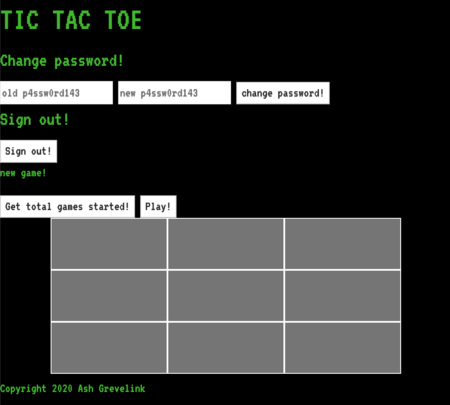 TIC TAC TOE
Change password!
old p4ssw0rd143 new p4ssw0rd143 change password!
Sign out!
Sign out!
new game!
Get total games started! Play!
Copyright 2020 Ash Grevelink